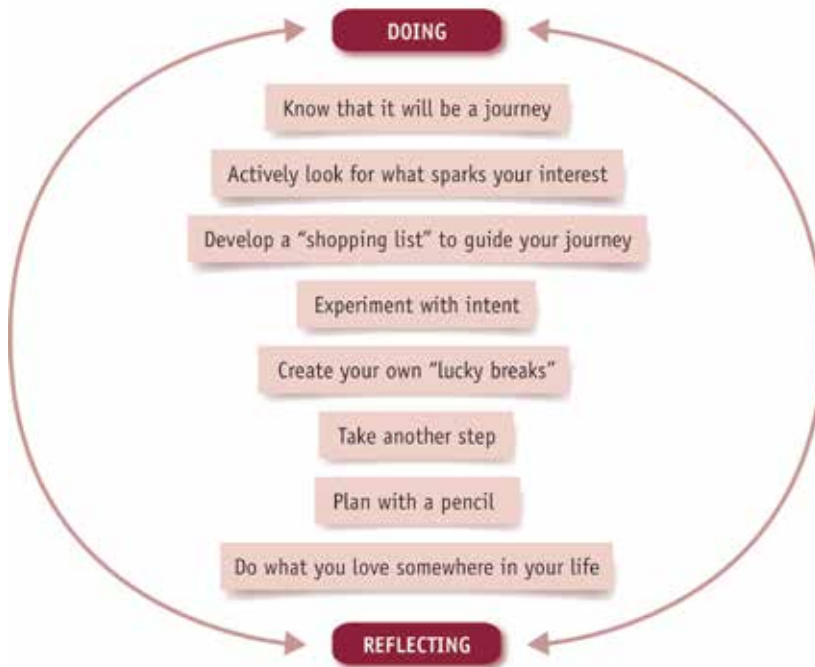 DOING
Know that it will be a journey
Actively look for what sparks your interest
Develop a “shopping list” to guide your journey
Experiment with intent
Create your own “lucky breaks”
Take another step
Plan with a pencil
Do what you love somewhere in your life
REFLECTING